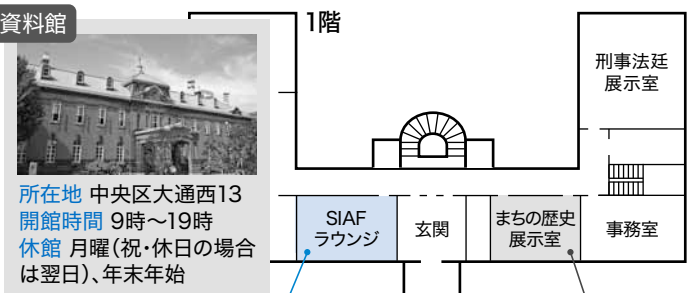 資料館
所在地 中央区大通西13
開館時間 9時～19時
休館 月曜(祝・休日の場合
は翌日)、年末年始
1階
刑事法廷
展示室
SIAF
ラウンジ
玄関
まちの歴史
展示室
事務室